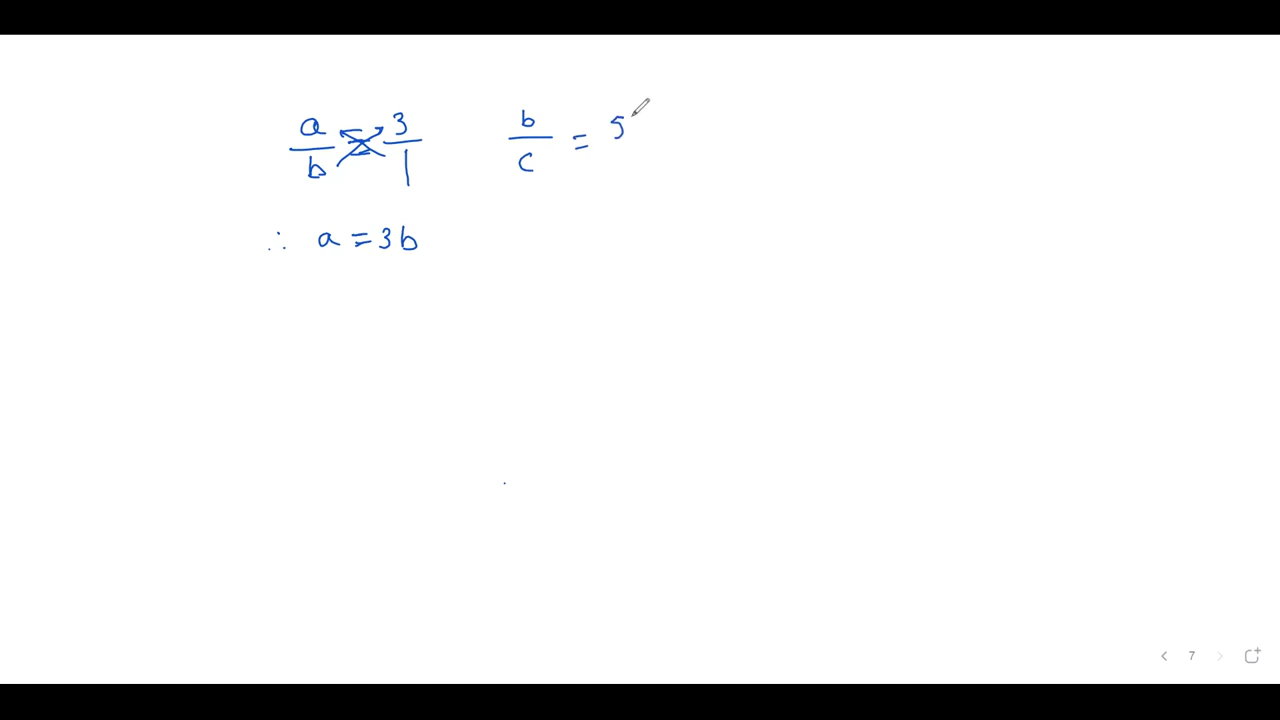 a/b = 3/1    b/c = 5
∴ a = 3b
7